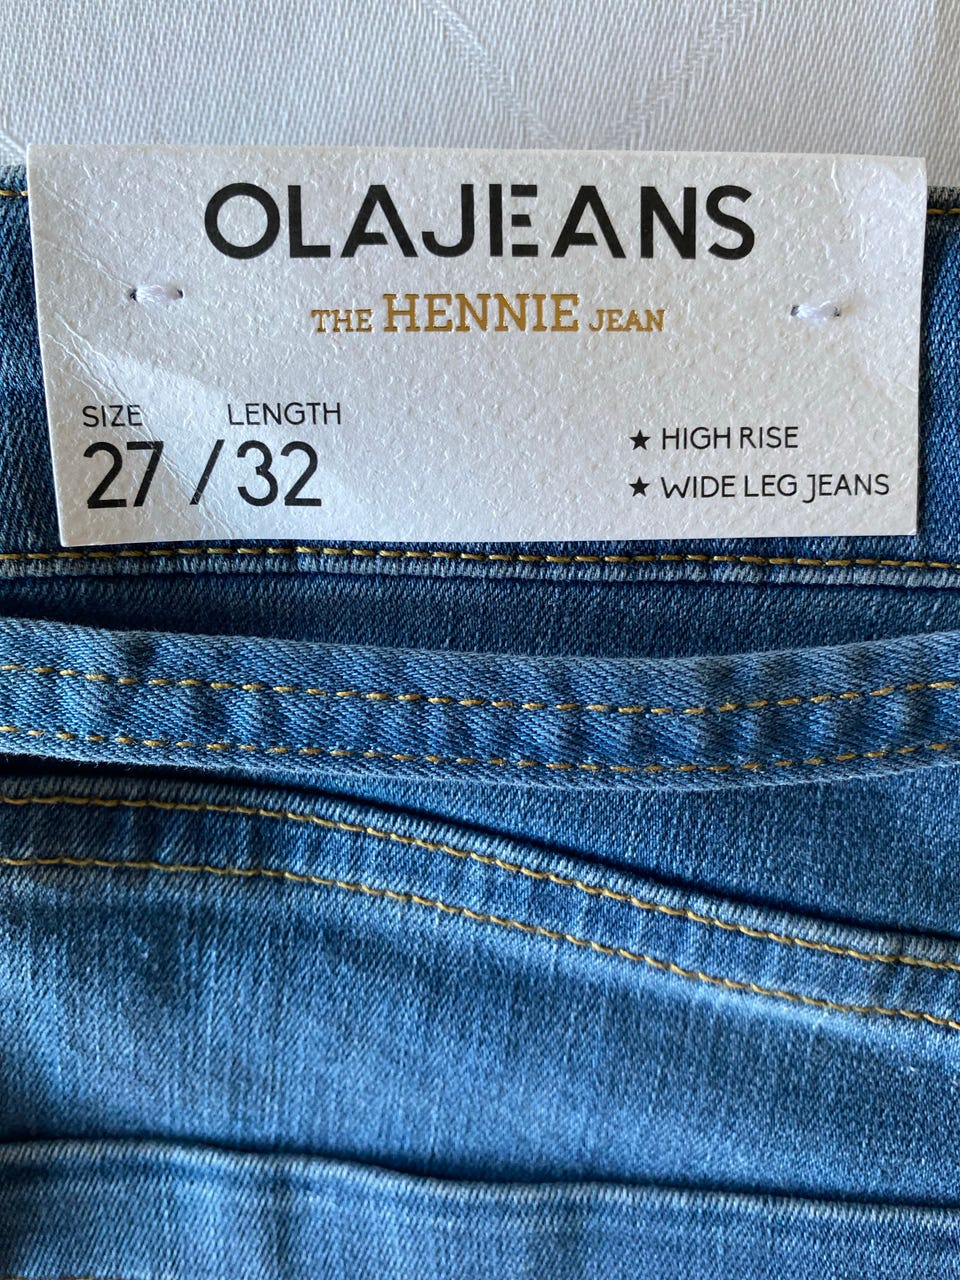 OLAJEANS
THE HENNIE JEAN
SIZE LENGTH
27 / 32
★ HIGH RISE
★ WIDE LEG JEANS